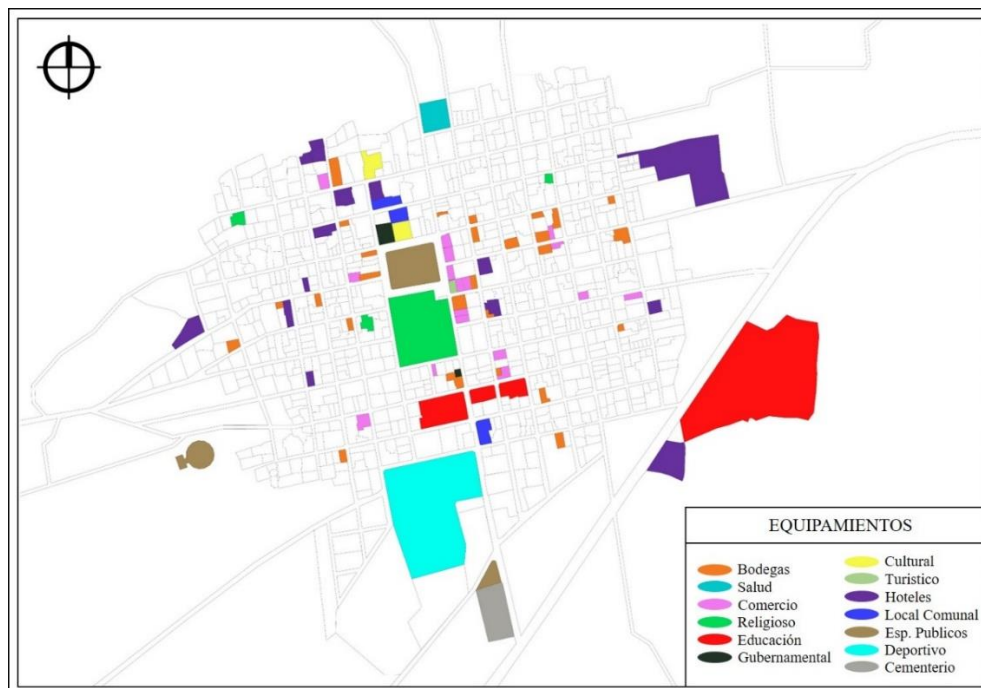 EQUIPAMIENTOS
Bodegas
Salud
Comercio
Religioso
Educación
Gubernamental
Cultural
Turistico
Hoteles
Local Comunal
Esp. Publicos
Deportivo
Cementerio